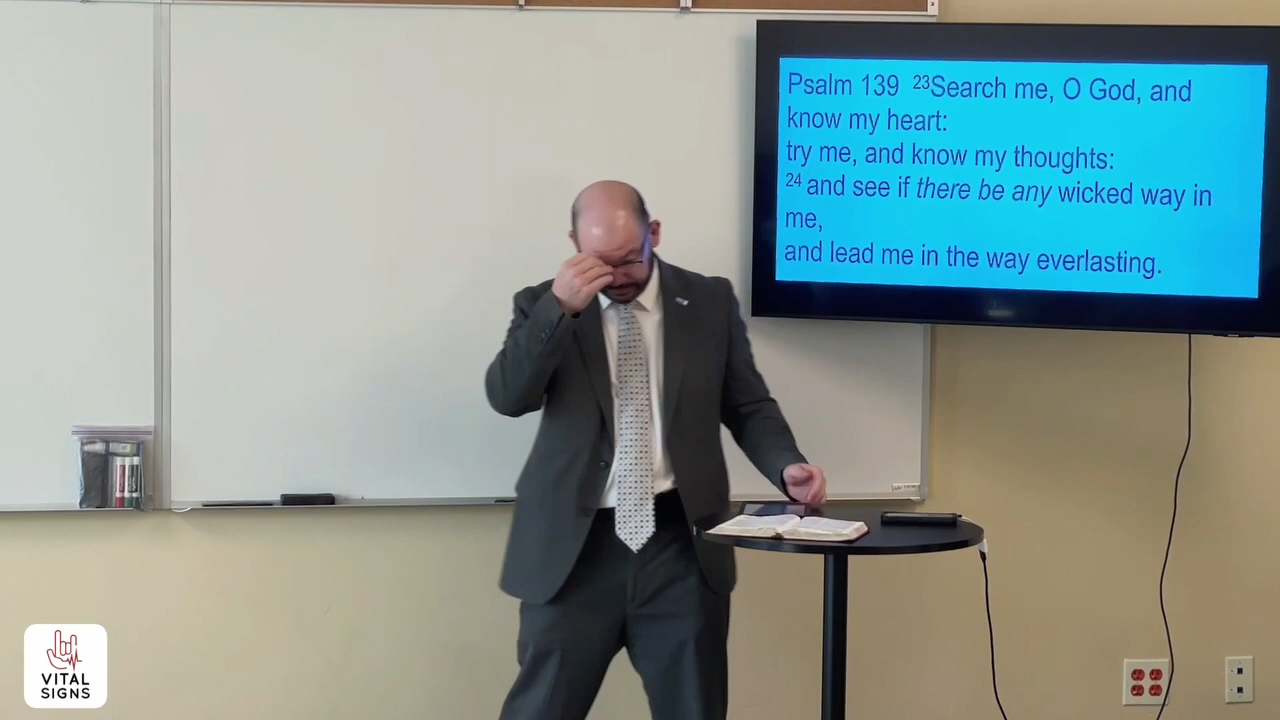 Psalm 139 ²³Search me, O God, and
know my heart:
try me, and know my thoughts:
²⁴ and see if there be any wicked way in
me,
and lead me in the way everlasting.
VITAL
SIGNS